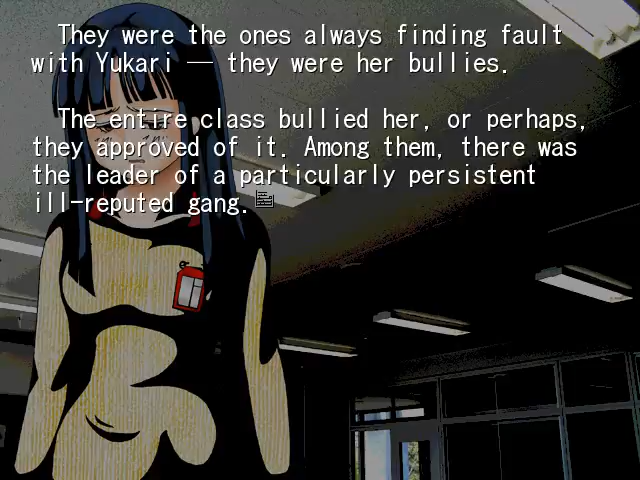 They were the ones always finding fault
with Yukari ── they were her bullies.
The entire class bullied her, or perhaps,
they approved of it. Among them, there was
the leader of a particularly persistent
ill-reputed gang.